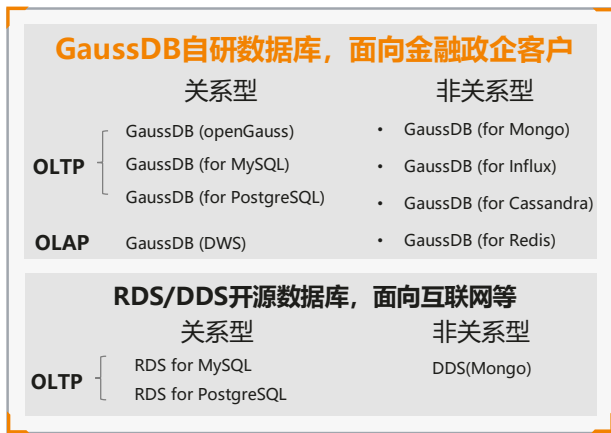 GaussDB自研数据库，面向金融政企客户
关系型
非关系型
OLTP
GaussDB (openGauss)
GaussDB (for MySQL)
GaussDB (for PostgreSQL)
OLAP
GaussDB (DWS)
• GaussDB (for Mongo)
• GaussDB (for Influx)
• GaussDB (for Cassandra)
• GaussDB (for Redis)
RDS/DDS开源数据库，面向互联网等
关系型
非关系型
OLTP
RDS for MySQL
RDS for PostgreSQL
DDS(Mongo)